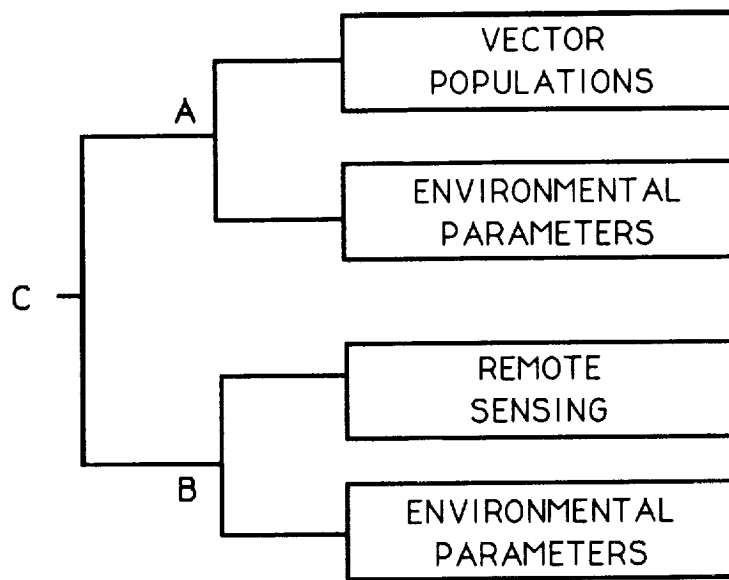 VECTOR
POPULATIONS
A
ENVIRONMENTAL
PARAMETERS
C
REMOTE
SENSING
B
ENVIRONMENTAL
PARAMETERS